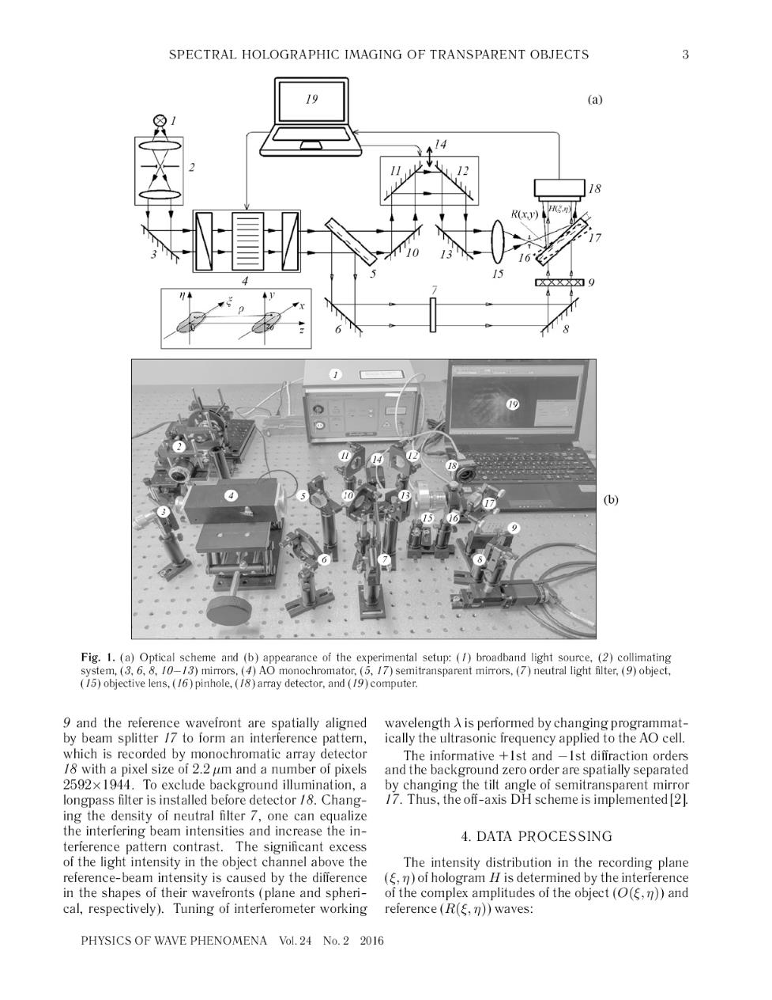 SPECTRAL HOLOGRAPHIC IMAGING OF TRANSPARENT OBJECTS 3
19
(a)
1
14
2
11
12
18
R(x,y)
H(ξ,η)
17
3
10
13
16
15
5
4
9
7
η
ξ
y
ρ
x
0
z₀
z
6
8
1
19
2
11
14
12
18
4
5
10
13
17
(b)
3
15
16
9
6
7
8
Fig. 1. (a) Optical scheme and (b) appearance of the experimental setup: (1) broadband light source, (2) collimating
system, (3, 6, 8, 10–13) mirrors, (4) AO monochromator, (5, 17) semitransparent mirrors, (7) neutral light filter, (9) object,
(15) objective lens, (16) pinhole, (18) array detector, and (19) computer.
9 and the reference wavefront are spatially aligned
by beam splitter 17 to form an interference pattern,
which is recorded by monochromatic array detector
18 with a pixel size of 2.2 μm and a number of pixels
2592×1944. To exclude background illumination, a
longpass filter is installed before detector 18. Chang-
ing the density of neutral filter 7, one can equalize
the interfering beam intensities and increase the in-
terference pattern contrast. The significant excess
of the light intensity in the object channel above the
reference-beam intensity is caused by the difference
in the shapes of their wavefronts (plane and spheri-
cal, respectively). Tuning of interferometer working
wavelength λ is performed by changing programmat-
ically the ultrasonic frequency applied to the AO cell.
The informative +1st and −1st diffraction orders
and the background zero order are spatially separated
by changing the tilt angle of semitransparent mirror
17. Thus, the off-axis DH scheme is implemented [2].
4. DATA PROCESSING
The intensity distribution in the recording plane
(ξ, η) of hologram H is determined by the interference
of the complex amplitudes of the object (O(ξ, η)) and
reference (R(ξ, η)) waves:
PHYSICS OF WAVE PHENOMENA Vol. 24 No. 2 2016